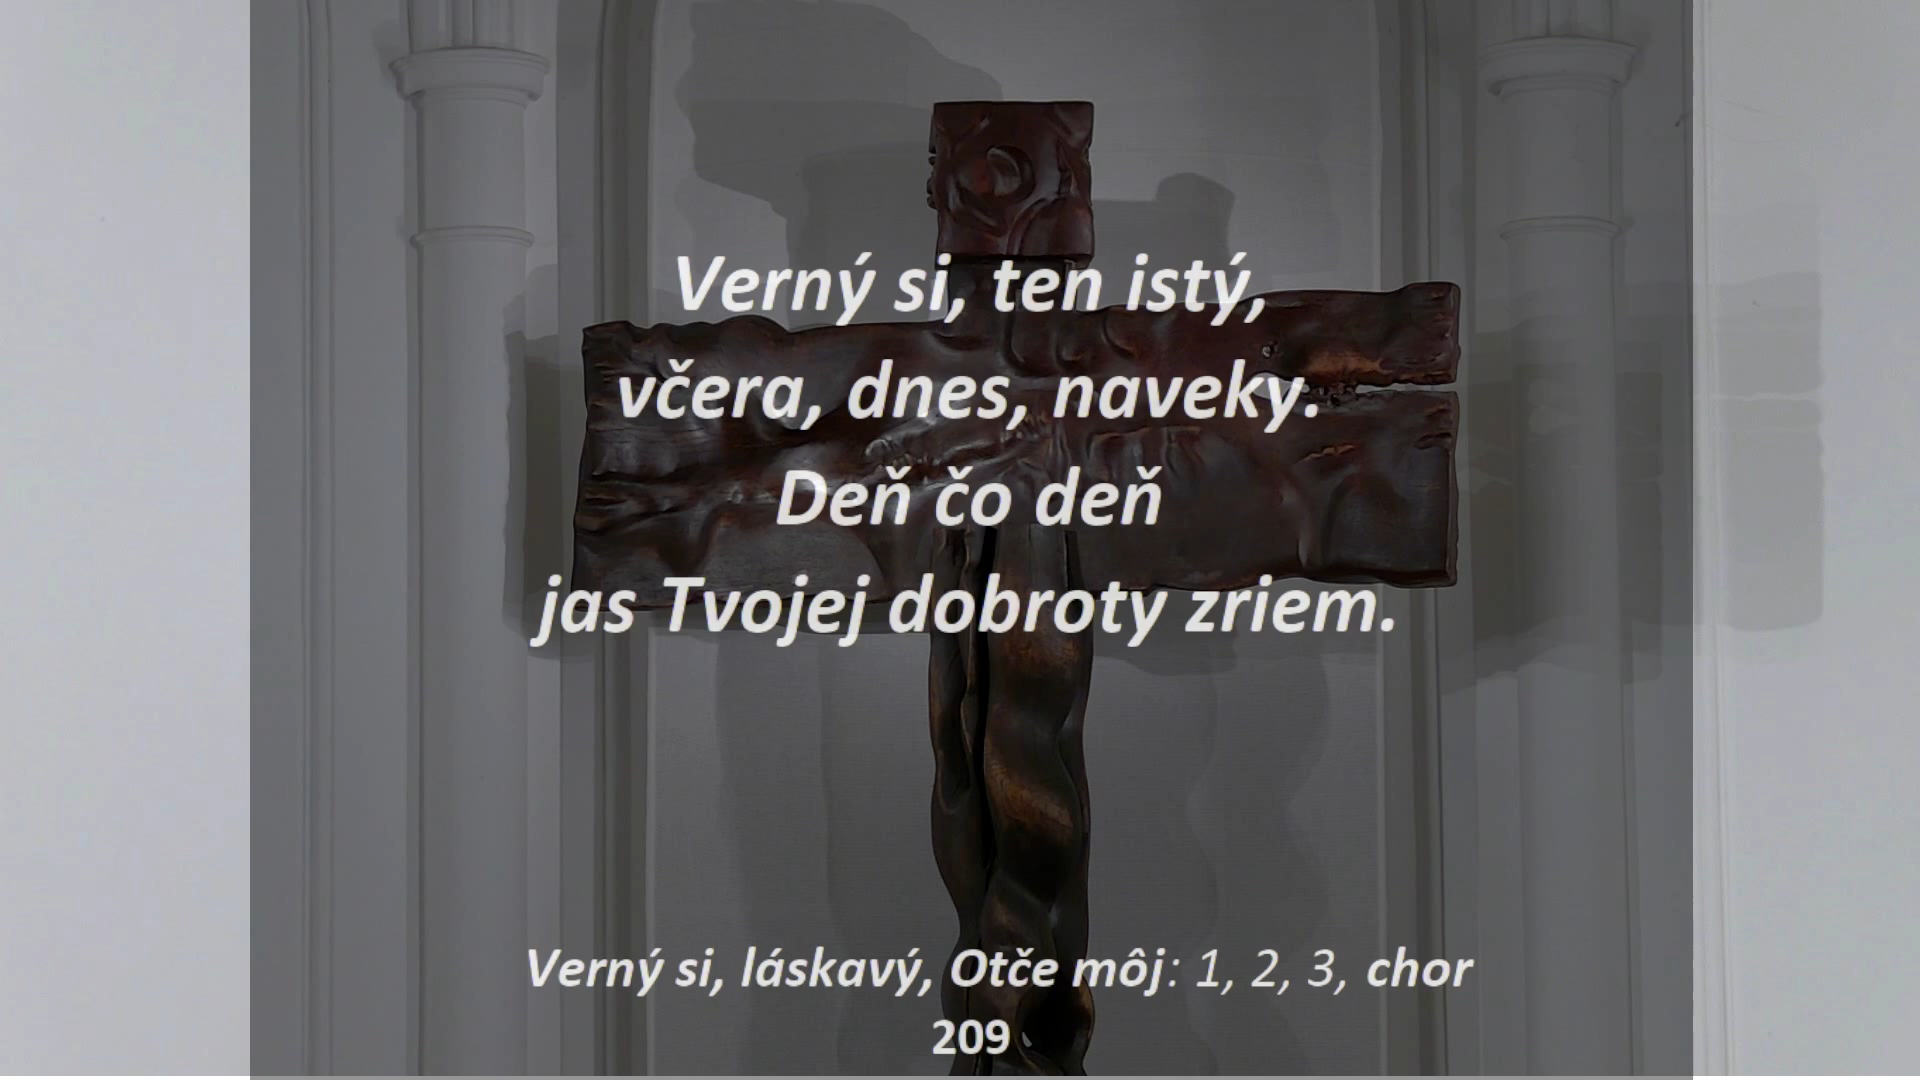 Verný si, ten istý,
včera, dnes, naveky.
Deň čo deň
jas Tvojej dobroty zriem.
Verný si, láskavý, Otče môj: 1, 2, 3, chor
209